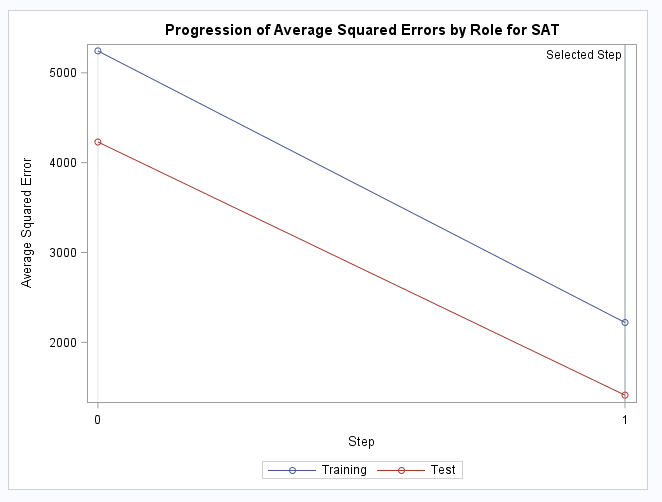 Progression of Average Squared Errors by Role for SAT
Selected Step
5000
4000
3000
2000
Average Squared Error
0
1
Step
Training
Test